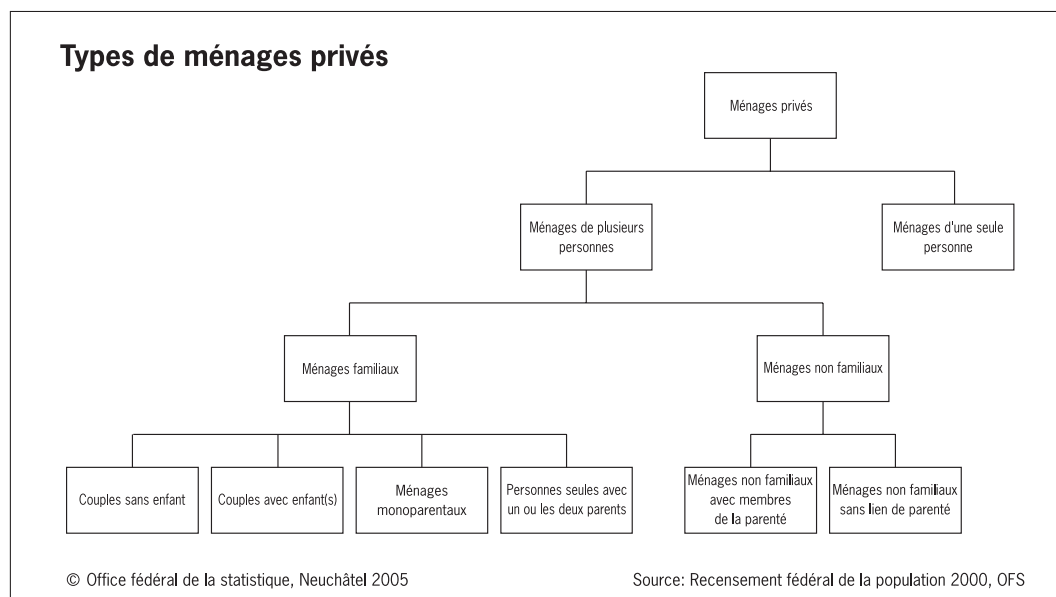 Types de ménages privés
Ménages privés
Ménages de plusieurs
personnes
Ménages d'une seule
personne
Ménages familiaux
Ménages non familiaux
Couples sans enfant
Couples avec enfant(s)
Ménages
monoparentaux
Personnes seules avec
un ou les deux parents
Ménages non familiaux
avec membres
de la parenté
Ménages non familiaux
sans lien de parenté
© Office fédéral de la statistique, Neuchâtel 2005
Source: Recensement fédéral de la population 2000, OFS